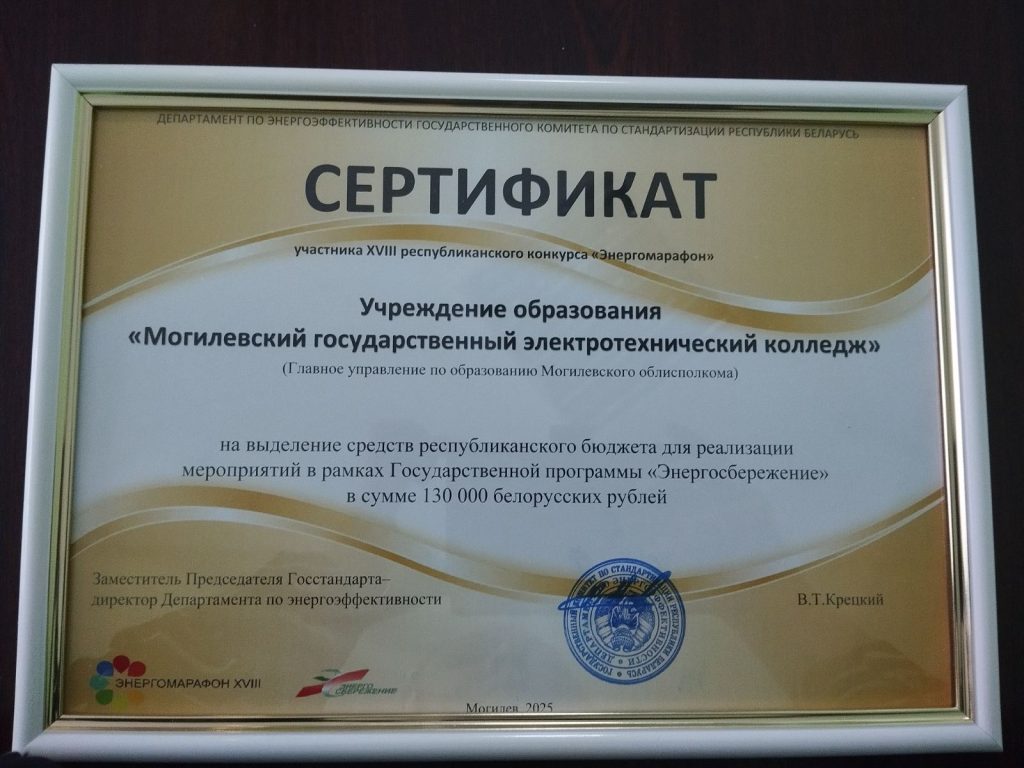 ДЕПАРТАМЕНТ ПО ЭНЕРГОЭФФЕКТИВНОСТИ ГОСУДАРСТВЕННОГО КОМИТЕТА ПО СТАНДАРТИЗАЦИИ РЕСПУБЛИКИ БЕЛАРУСЬ
СЕРТИФИКАТ
участника XVIII республиканского конкурса «Энергомарафон»
Учреждение образования
«Могилевский государственный электротехнический колледж»
(Главное управление по образованию Могилевского облисполкома)
на выделение средств республиканского бюджета для реализации
мероприятий в рамках Государственной программы «Энергосбережение»
в сумме 130 000 белорусских рублей
Заместитель Председателя Госстандарта–
директор Департамента по энергоэффективности
В.Т.Крецкий
ЭНЕРГОМАРАФОН XVIII
ЭНЕРГО
СБЕРЕЖЕНИЕ
Могилев, 2025